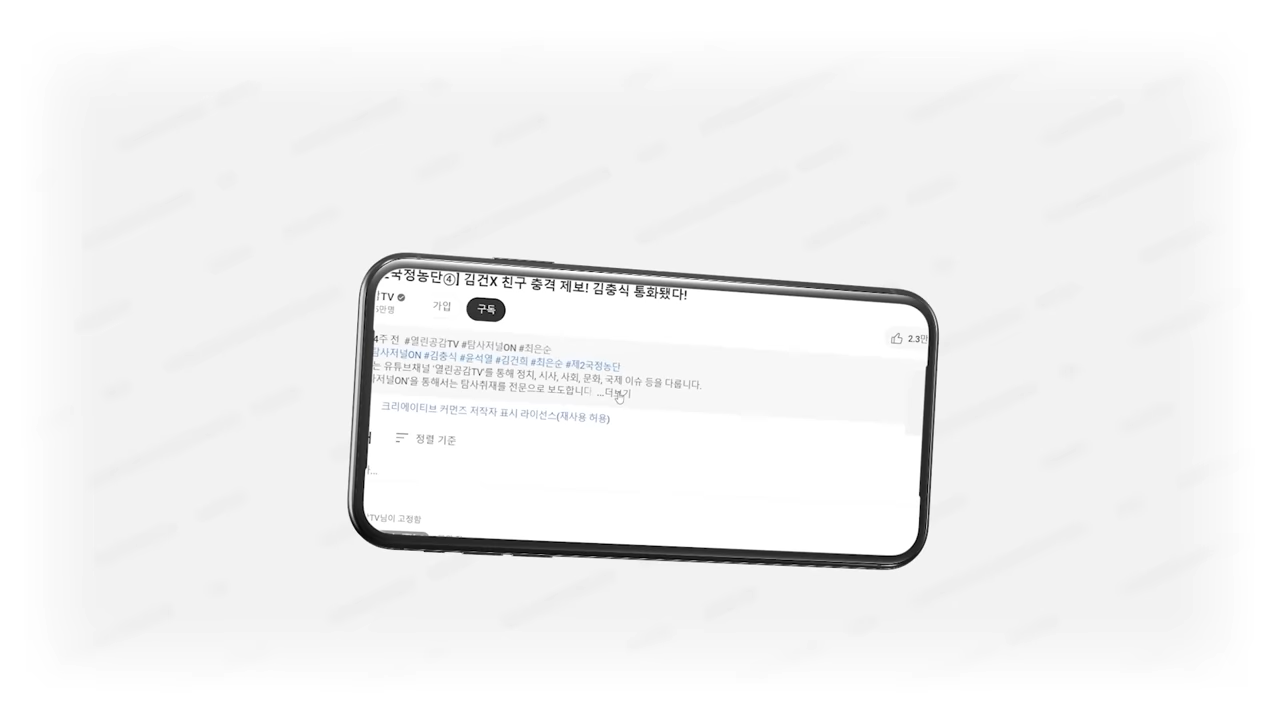 국정농단④] 김건X 친구 충격 제보! 김충식 통화됐다!
TV
가입
구독
만명
2.3만
4주 전 #열린공감TV #탐사저널ON #최은순
탐사저널ON #김충식 #윤석열 #김건희 #최은순 #제2국정농단
는 유튜브채널 '열린공감TV'를 통해 정치, 시사, 사회, 문화, 국제 이슈 등을 다룹니다.
저널ON'을 통해서는 탐사취재를 전문으로 보도합니다 ...더보기
크리에이티브 커먼즈 저작자 표시 라이선스(재사용 허용)
정렬 기준
TV님이 고정함